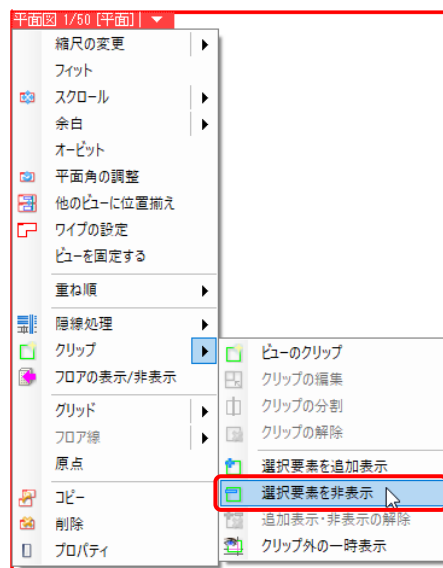 平面図 1/50 [平面]
縮尺の変更
フィット
スクロール
余白
オービット
平面角の調整
他のビューに位置揃え
ワイプの設定
ビューを固定する
重ね順
隠線処理
クリップ
フロアの表示/非表示
グリッド
フロア線
原点
コピー
削除
プロパティ
ビューのクリップ
クリップの編集
クリップの分割
クリップの解除
選択要素を追加表示
選択要素を非表示
追加表示・非表示の解除
クリップ外の一時表示